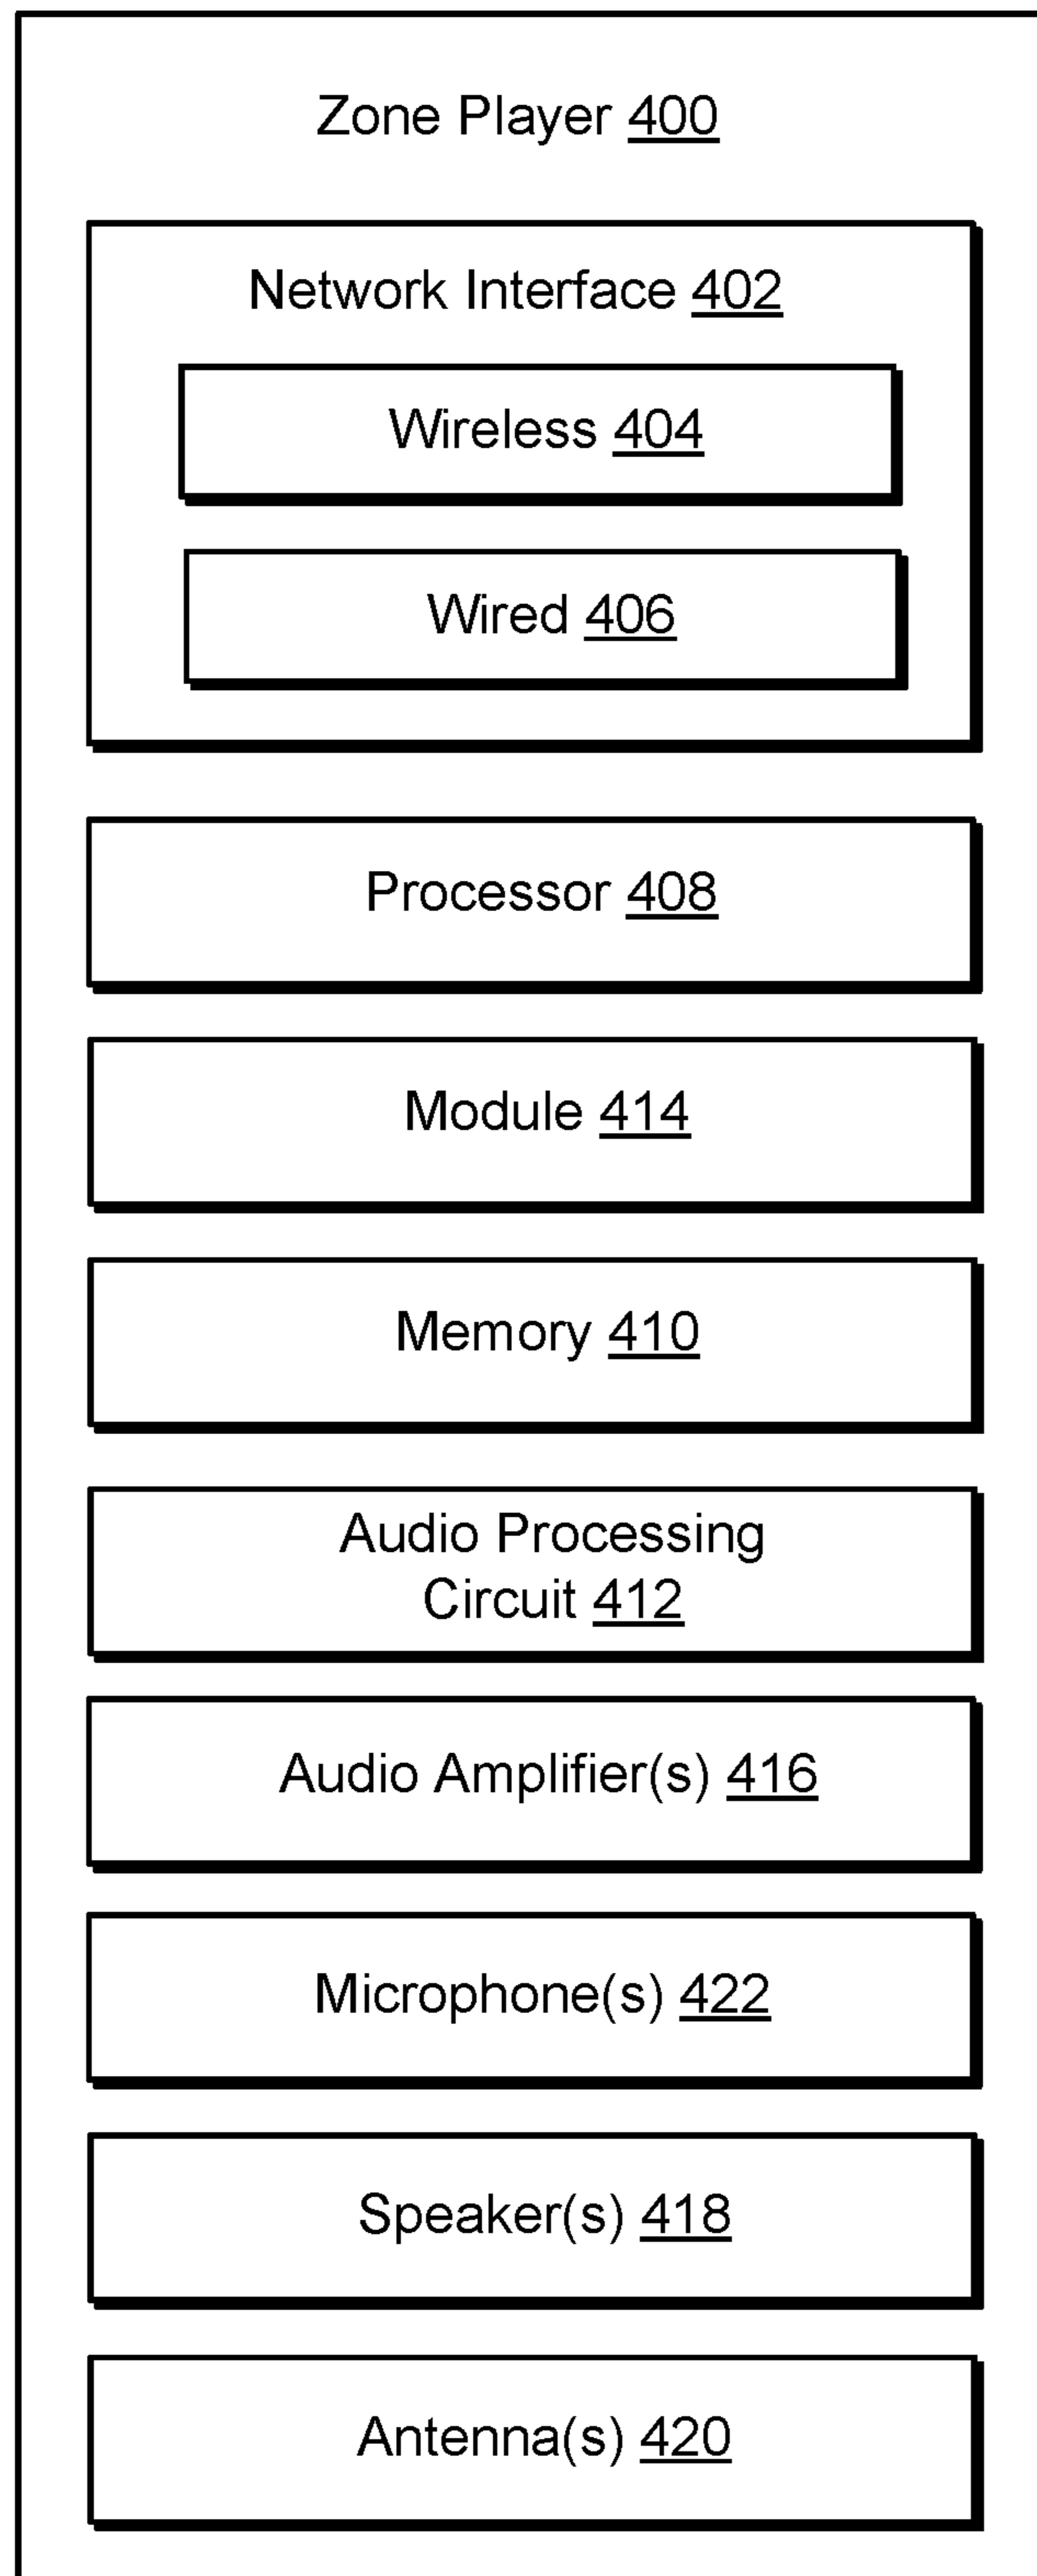 Zone Player 400
Network Interface 402
Wireless 404
Wired 406
Processor 408
Module 414
Memory 410
Audio Processing
Circuit 412
Audio Amplifier(s) 416
Microphone(s) 422
Speaker(s) 418
Antenna(s) 420